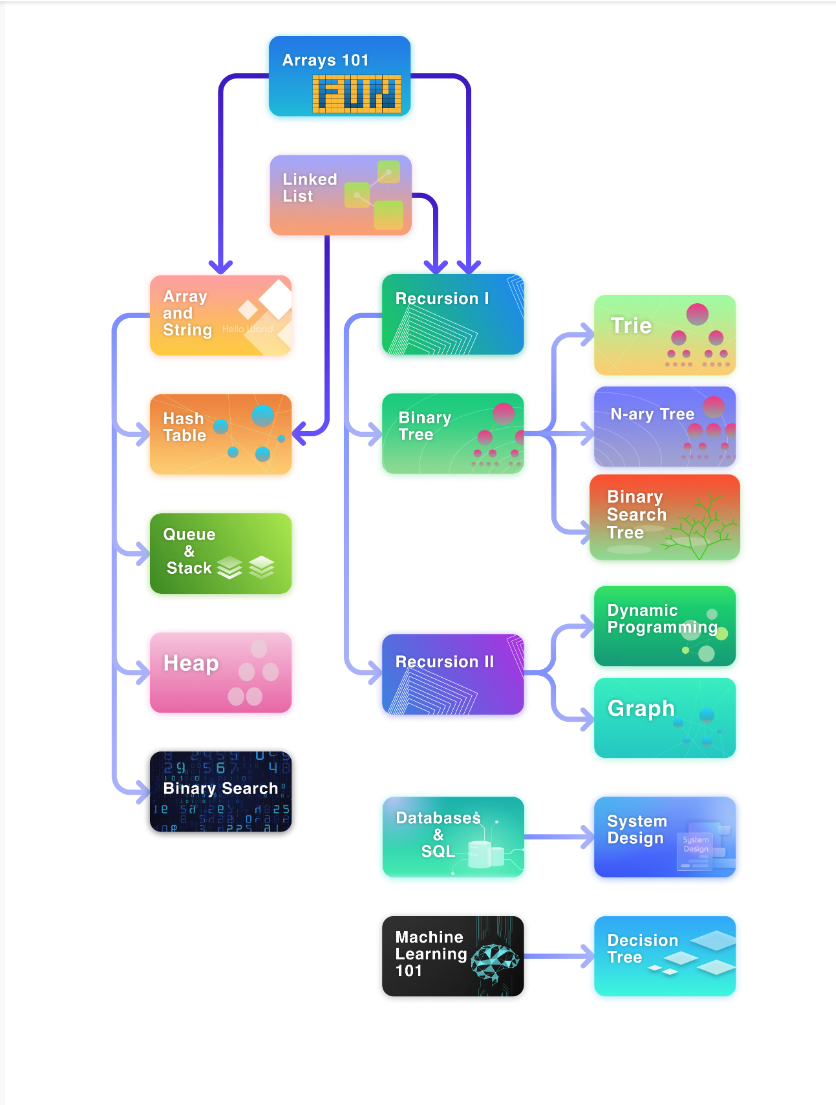 Arrays 101
FUN
Linked
List
Array
and
String
Hello World
Recursion I
Trie
Hash
Table
Binary
Tree
N-ary Tree
Binary
Search
Tree
Queue
&
Stack
Dynamic
Programming
Heap
Recursion II
Graph
Binary Search
Databases
&
SQL
System
Design
System
Design
Machine
Learning
101
Decision
Tree